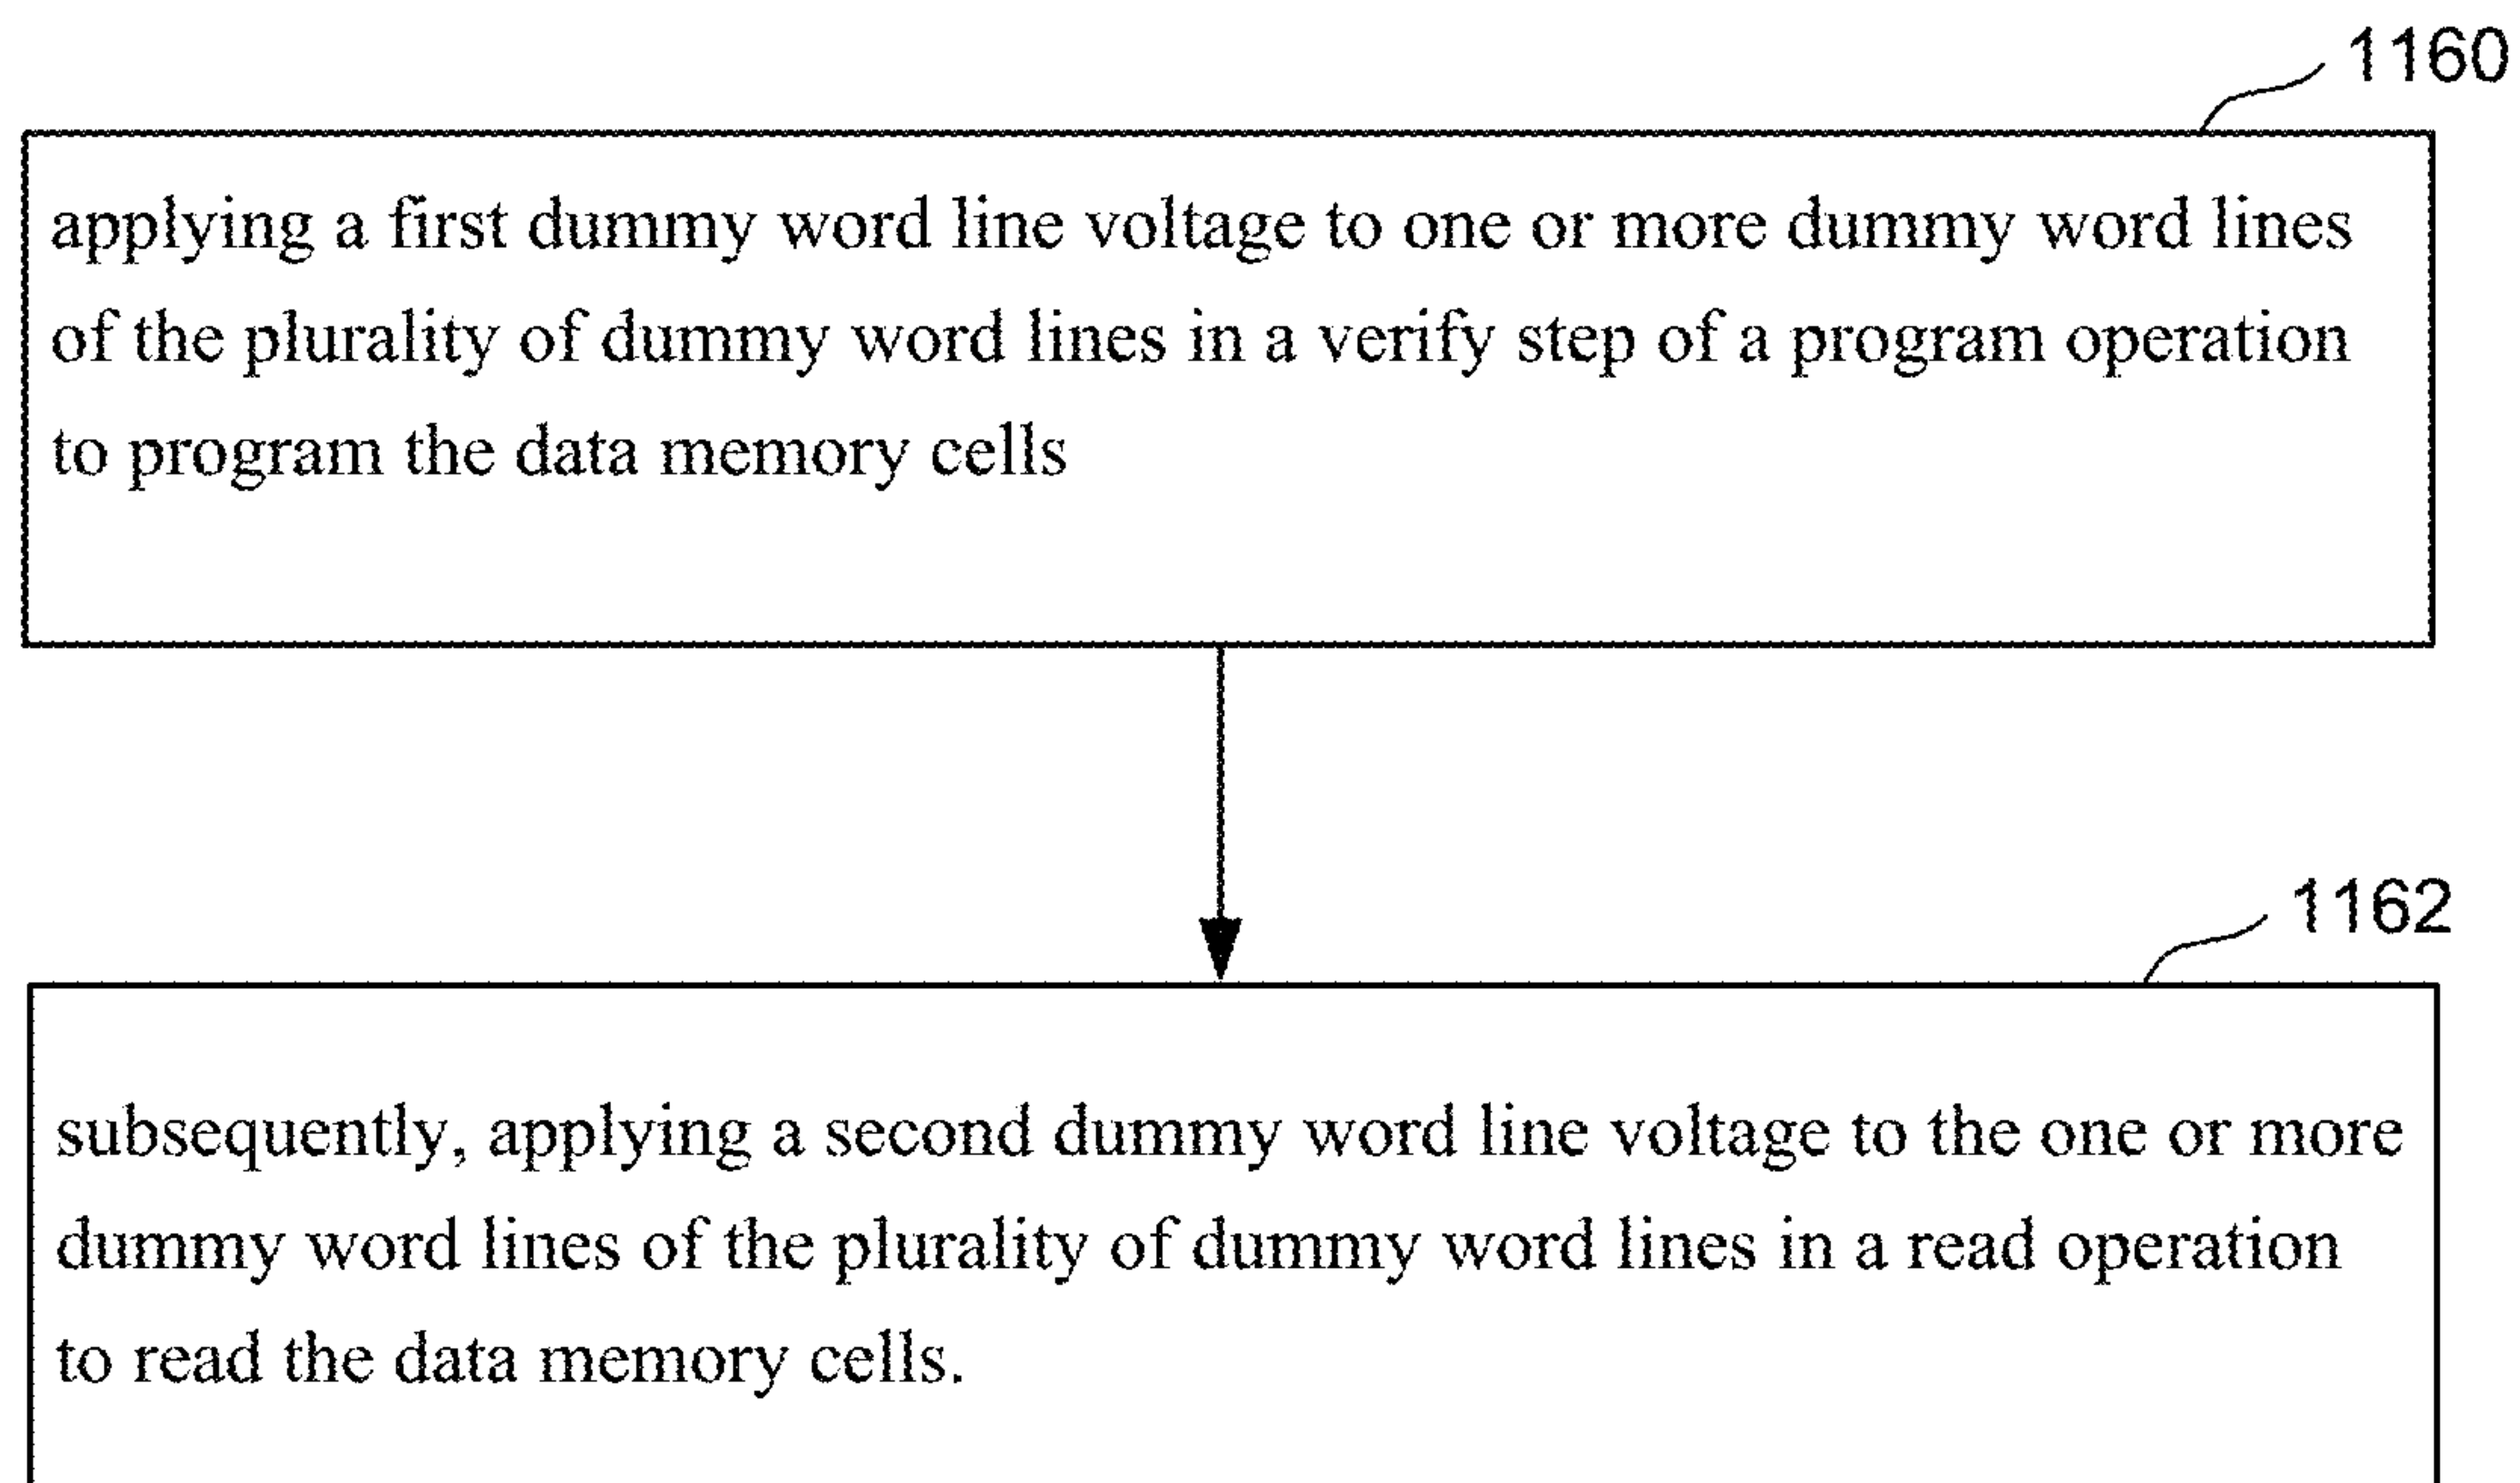 1160
applying a first dummy word line voltage to one or more dummy word lines
of the plurality of dummy word lines in a verify step of a program operation
to program the data memory cells
1162
subsequently, applying a second dummy word line voltage to the one or more
dummy word lines of the plurality of dummy word lines in a read operation
to read the data memory cells.